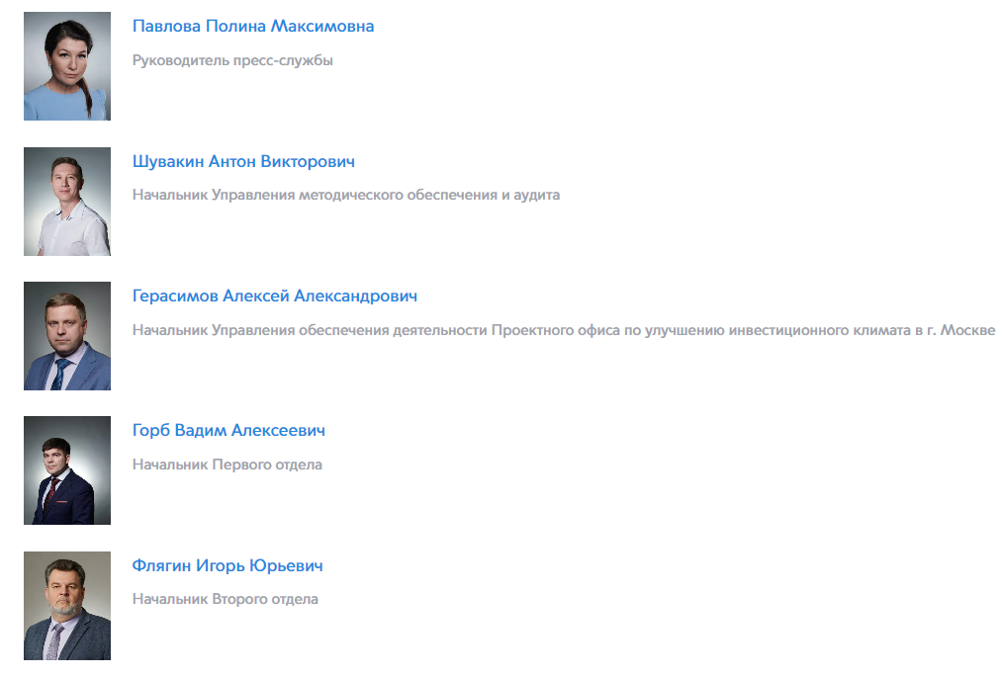 Павлова Полина Максимовна
Руководитель пресс-службы
Шувакин Антон Викторович
Начальник Управления методического обеспечения и аудита
Герасимов Алексей Александрович
Начальник Управления обеспечения деятельности Проектного офиса по улучшению инвестиционного климата в г. Москве
Горб Вадим Алексеевич
Начальник Первого отдела
Флягин Игорь Юрьевич
Начальник Второго отдела